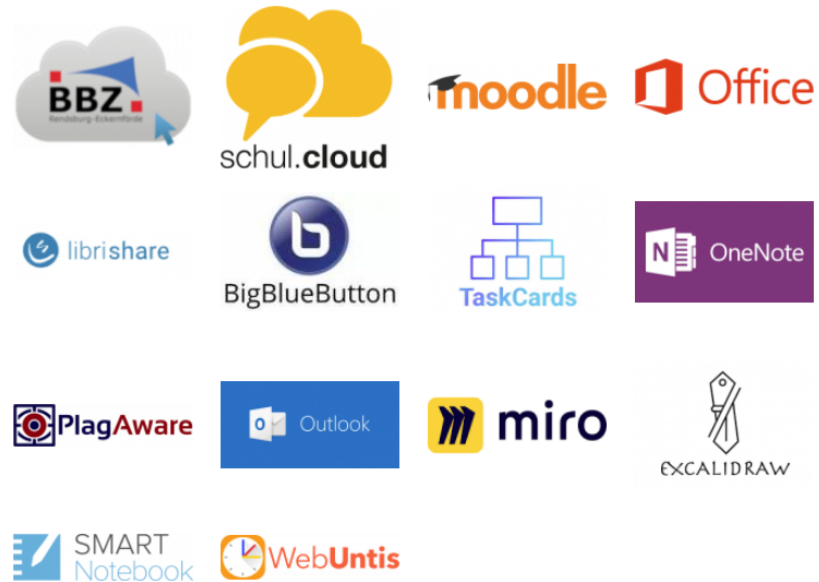 BBZ
Rendsburg-Eckernförde
schul.cloud
moodle
Office
librishare
BigBlueButton
TaskCards
N
OneNote
PlagAware
o
Outlook
miro
EXCALIDRAW
SMART
Notebook
WebUntis